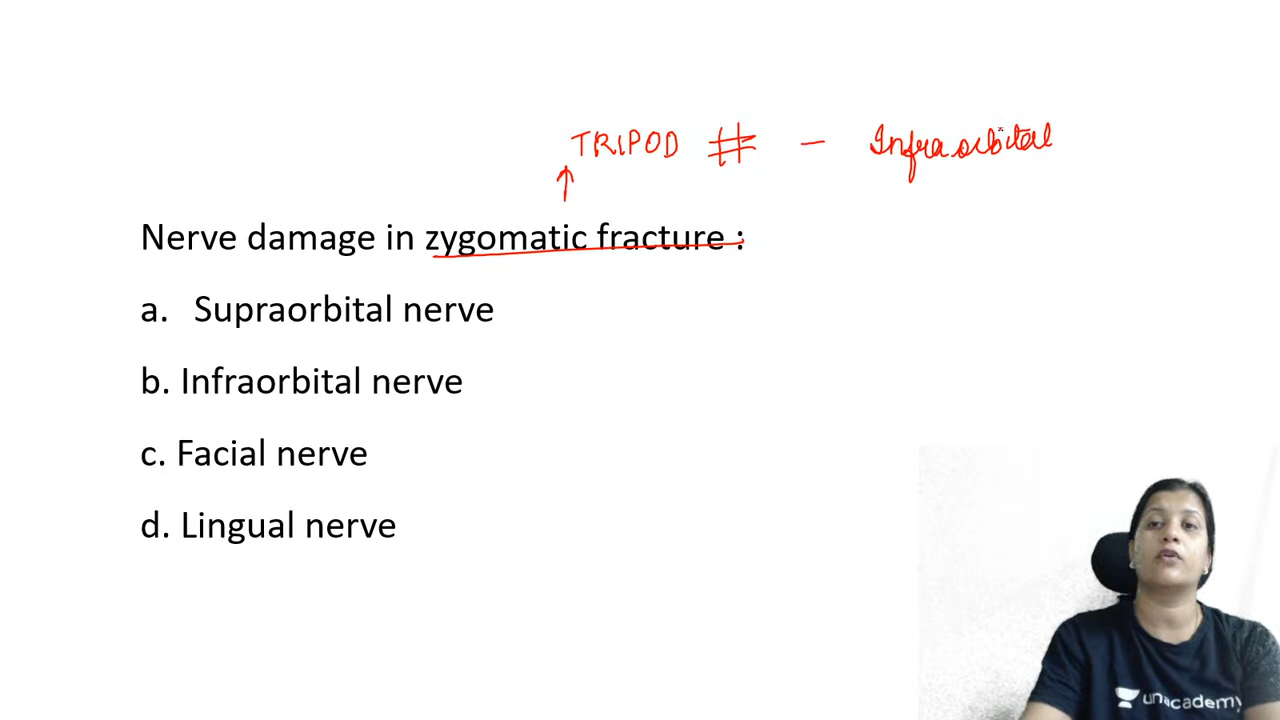 TRIPOD # - Infraorbital
Nerve damage in zygomatic fracture :
a. Supraorbital nerve
b. Infraorbital nerve
c. Facial nerve
d. Lingual nerve
unacademy